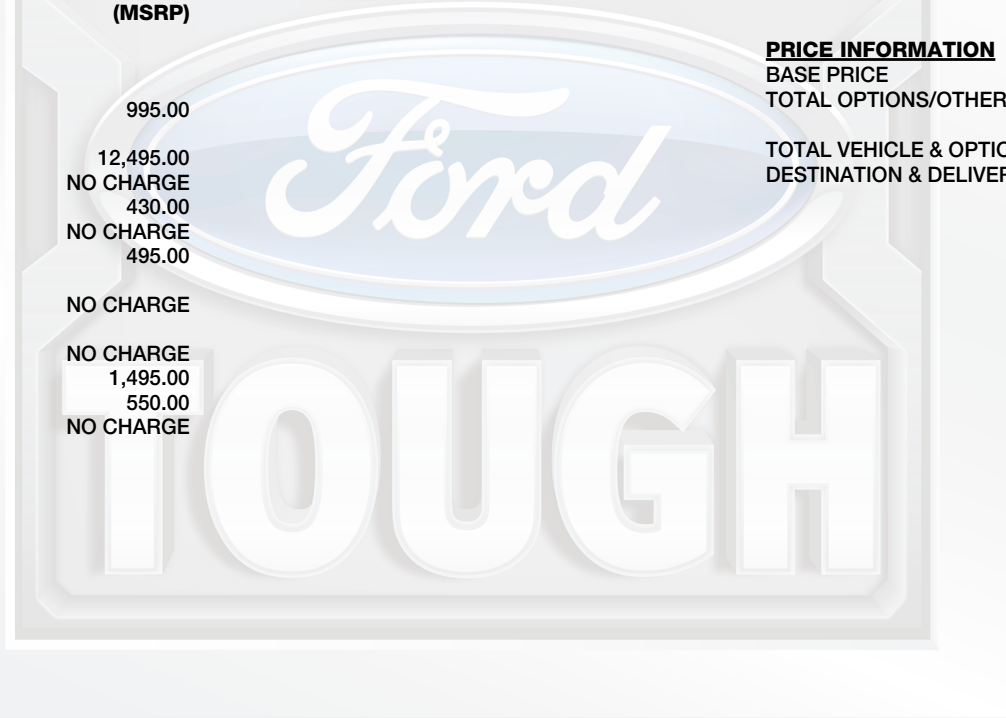 (MSRP)
995.00
12,495.00
NO CHARGE
430.00
NO CHARGE
495.00
NO CHARGE
NO CHARGE
1,495.00
550.00
NO CHARGE
PRICE INFORMATION
BASE PRICE
TOTAL OPTIONS/OTHER
TOTAL VEHICLE & OPTIO
DESTINATION & DELIVER
Ford
TOUGH